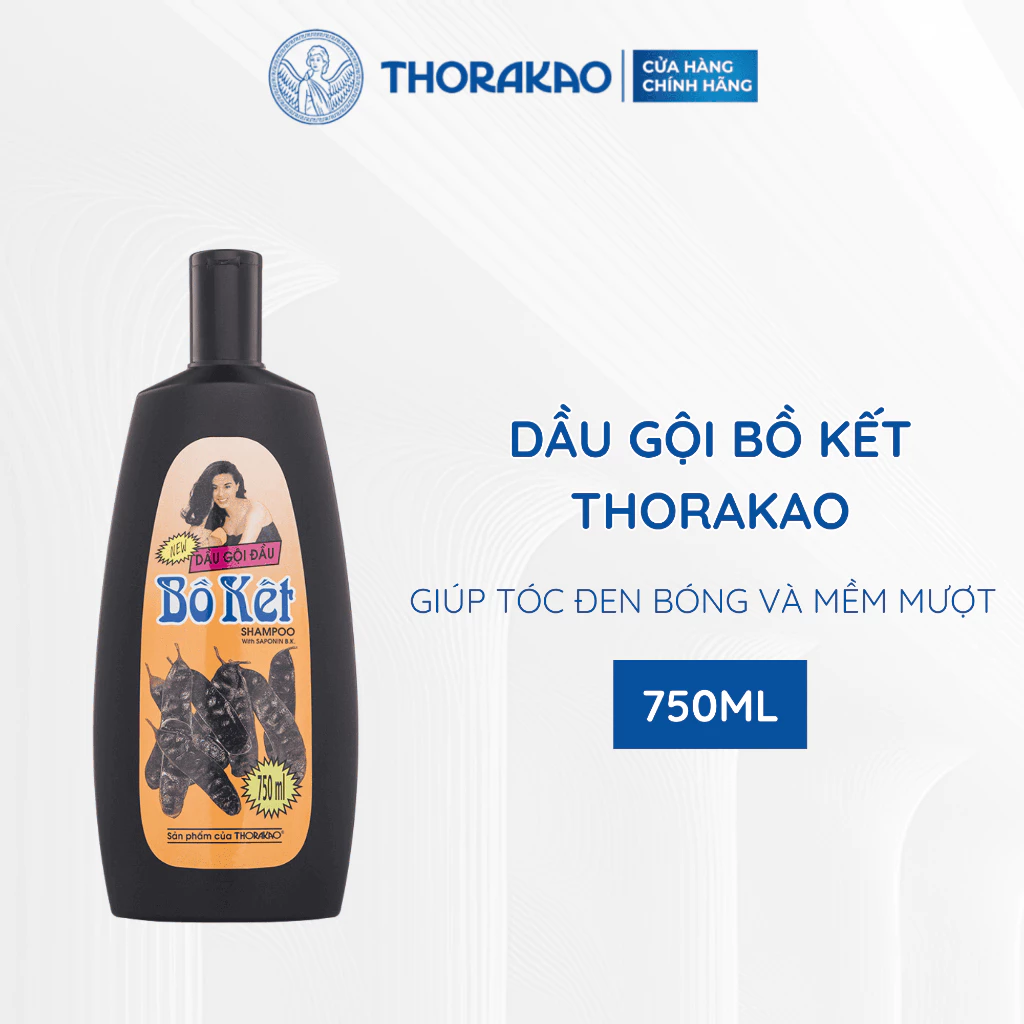 THORAKAO
CỬA HÀNG
CHÍNH HÃNG
DẦU GỘI BỒ KẾT
THORAKAO
GIÚP TÓC ĐEN BÓNG VÀ MỀM MƯỢT
750ML
NEW
DẦU GỘI ĐẦU
Bồ Kết
SHAMPOO
With SAPONIN B.K.
750 ml
Sản phẩm của THORAKAO®